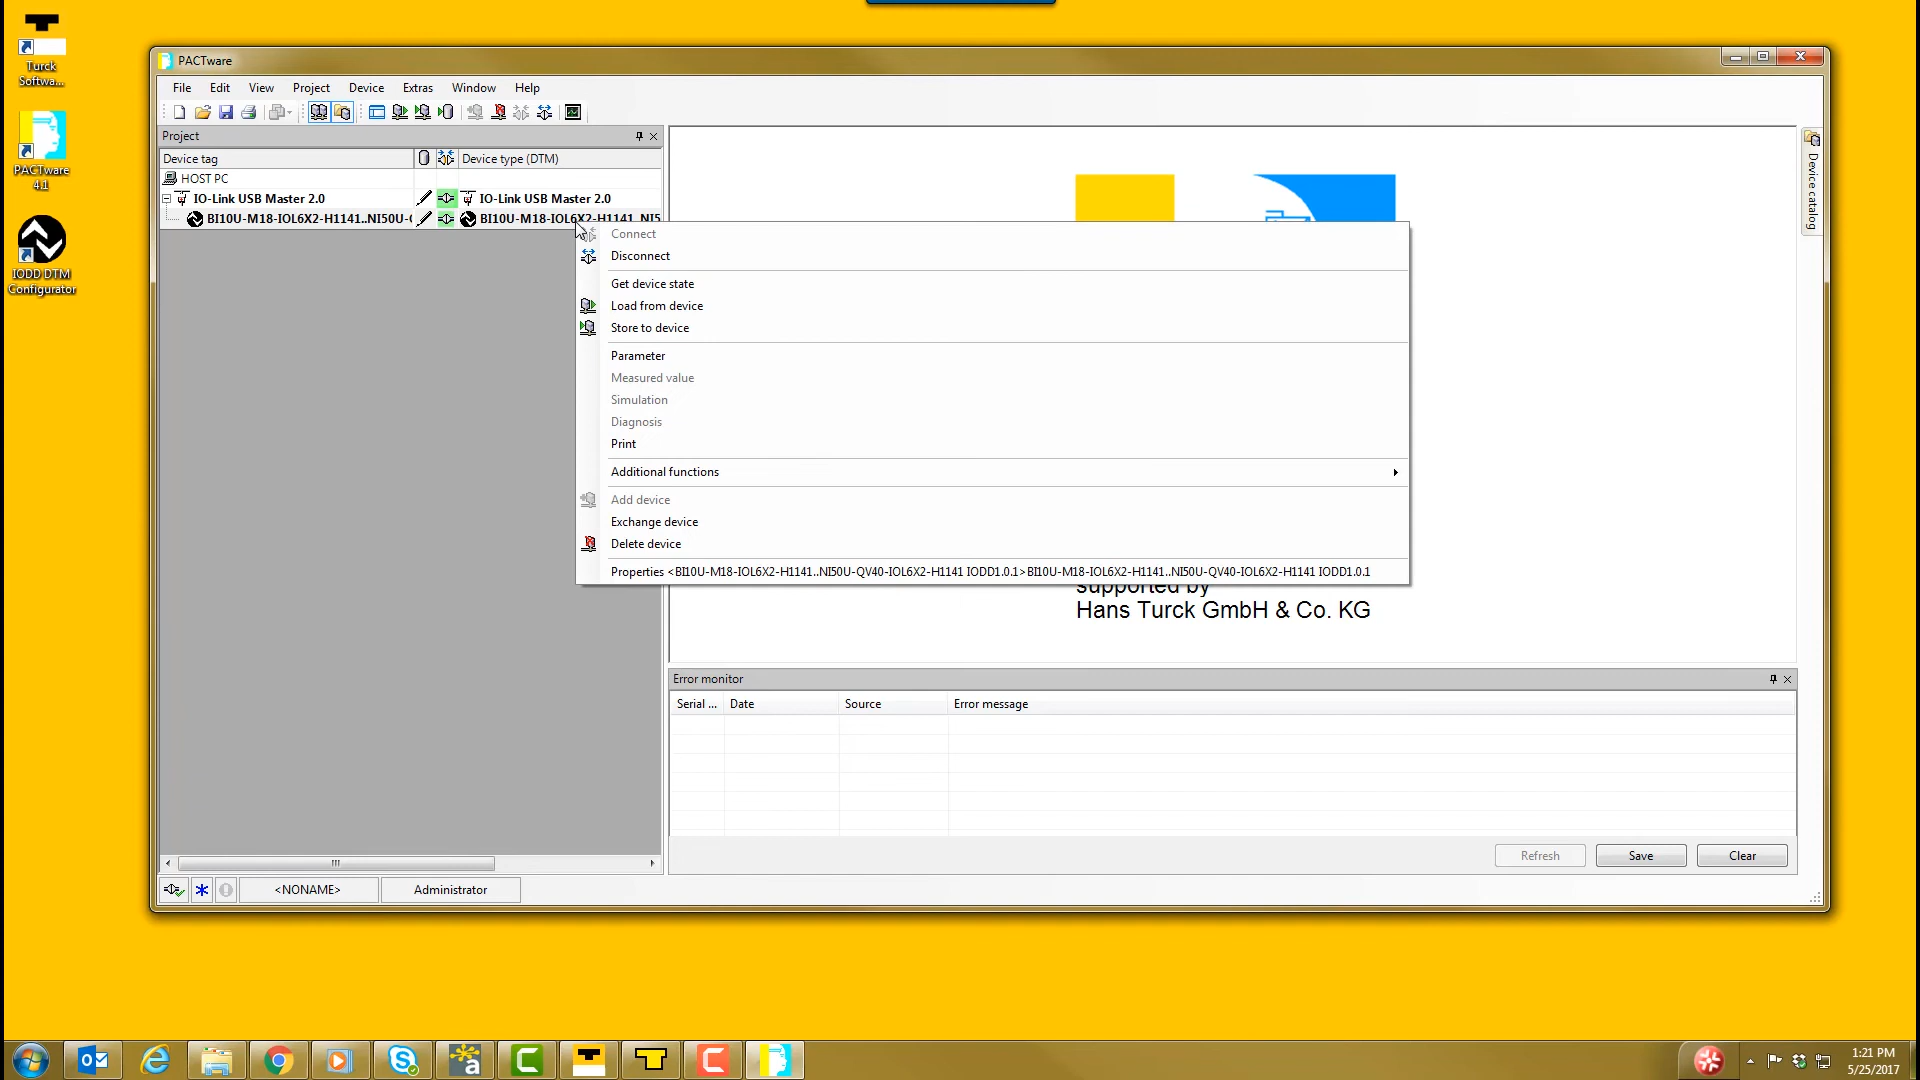 Turck
Softwa...
PACTware
4.1
IODD DTM
Configurator
PACTware
File Edit View Project Device Extras Window Help
Project
Device tag Device type (DTM)
HOST PC
IO-Link USB Master 2.0 IO-Link USB Master 2.0
BI10U-M18-IOL6X2-H1141..NI50U-( BI10U-M18-IOL6X2-H1141..NI5
Connect
Disconnect
Get device state
Load from device
Store to device
Parameter
Measured value
Simulation
Diagnosis
Print
Additional functions
Add device
Exchange device
Delete device
Properties <BI10U-M18-IOL6X2-H1141..NI50U-QV40-IOL6X2-H1141 IODD1.0.1>BI10U-M18-IOL6X2-H1141..NI50U-QV40-IOL6X2-H1141 IODD1.0.1
supported by
Hans Turck GmbH & Co. KG
Device catalog
Error monitor
Serial ... Date Source Error message
Refresh Save Clear
<NONAME> Administrator
1:21 PM
5/25/2017